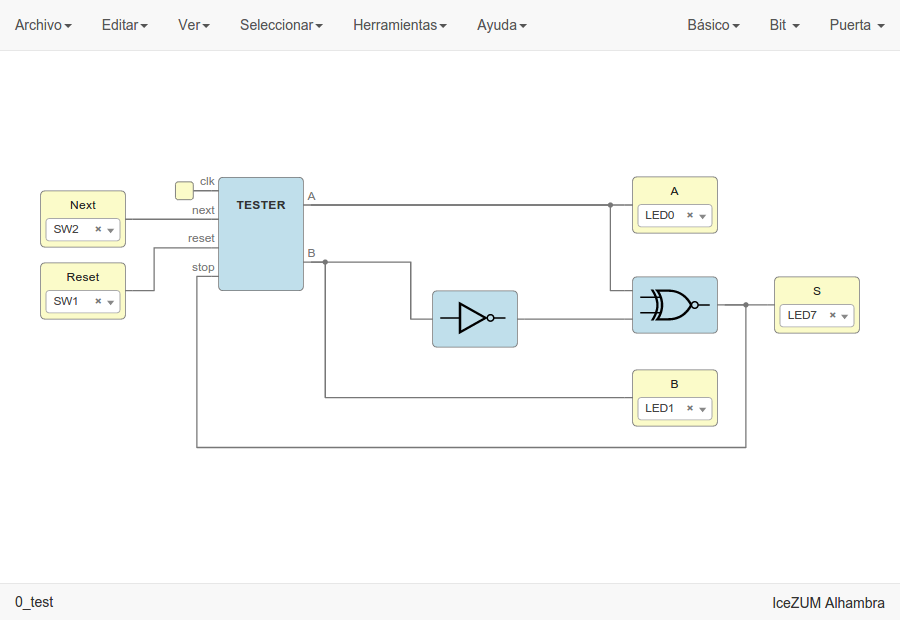 Archivo Editar Ver Seleccionar Herramientas Ayuda Básico Bit Puerta
clk
Next
SW2 ×
next
TESTER
A
A
LED0 ×
reset
Reset
SW1 ×
stop
B
S
LED7 ×
B
LED1 ×
0_test IceZUM Alhambra